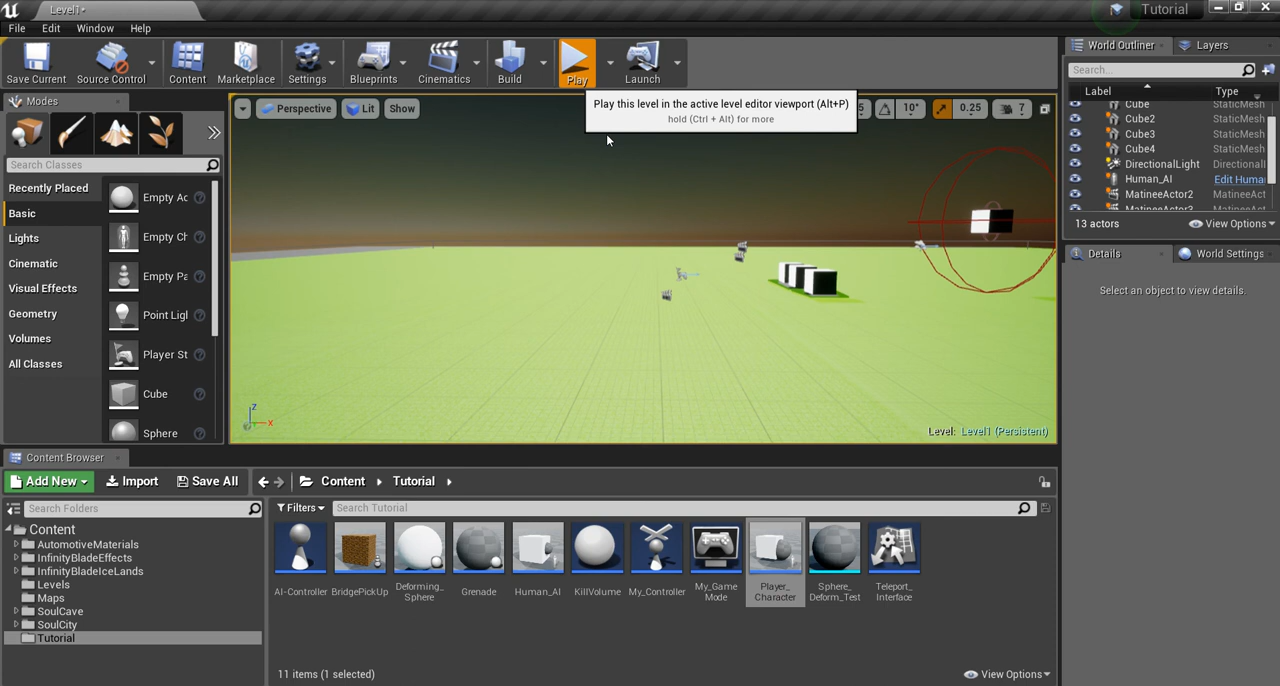 Level1*
Tutorial
File Edit Window Help
Save Current Source Control Content Marketplace Settings Blueprints Cinematics Build Play Launch
World Outliner Layers
Search...
Label Type
Cube StaticMesh
Cube2 StaticMesh
Cube3 StaticMesh
Cube4 StaticMesh
DirectionalLight Directional
Human_AI Edit Huma
MatineeActor2 MatineeAct
MatineeActor3 MatineeAct
13 actors View Options
Modes
Search Classes
Recently Placed
Basic
Lights
Cinematic
Visual Effects
Geometry
Volumes
All Classes
Empty Ac
Empty Ch
Empty Pa
Point Ligl
Player St
Cube
Sphere
Perspective Lit Show
5 10° 0.25 7
Play this level in the active level editor viewport (Alt+P)
hold (Ctrl + Alt) for more
z
x
Level: Level1 (Persistent)
Details World Settings
Select an object to view details.
Content Browser
Add New Import Save All Content Tutorial
Search Folders
Filters Search Tutorial
Content
AutomotiveMaterials
InfinityBladeEffects
InfinityBladeIceLands
Levels
Maps
SoulCave
SoulCity
Tutorial
AI-Controller
BridgePickUp
Deforming_
Sphere
Grenade
Human_AI
KillVolume
My_Controller
My_Game
Mode
Player_
Character
Sphere_
Deform_Test
Teleport_
Interface
11 items (1 selected) View Options